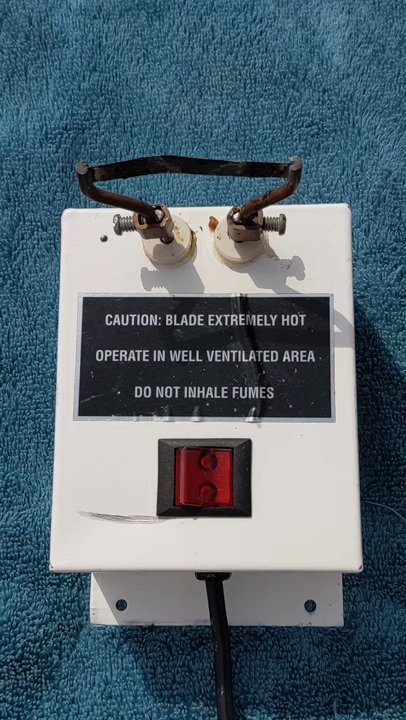 CAUTION: BLADE EXTREMELY HOT
OPERATE IN WELL VENTILATED AREA
DO NOT INHALE FUMES